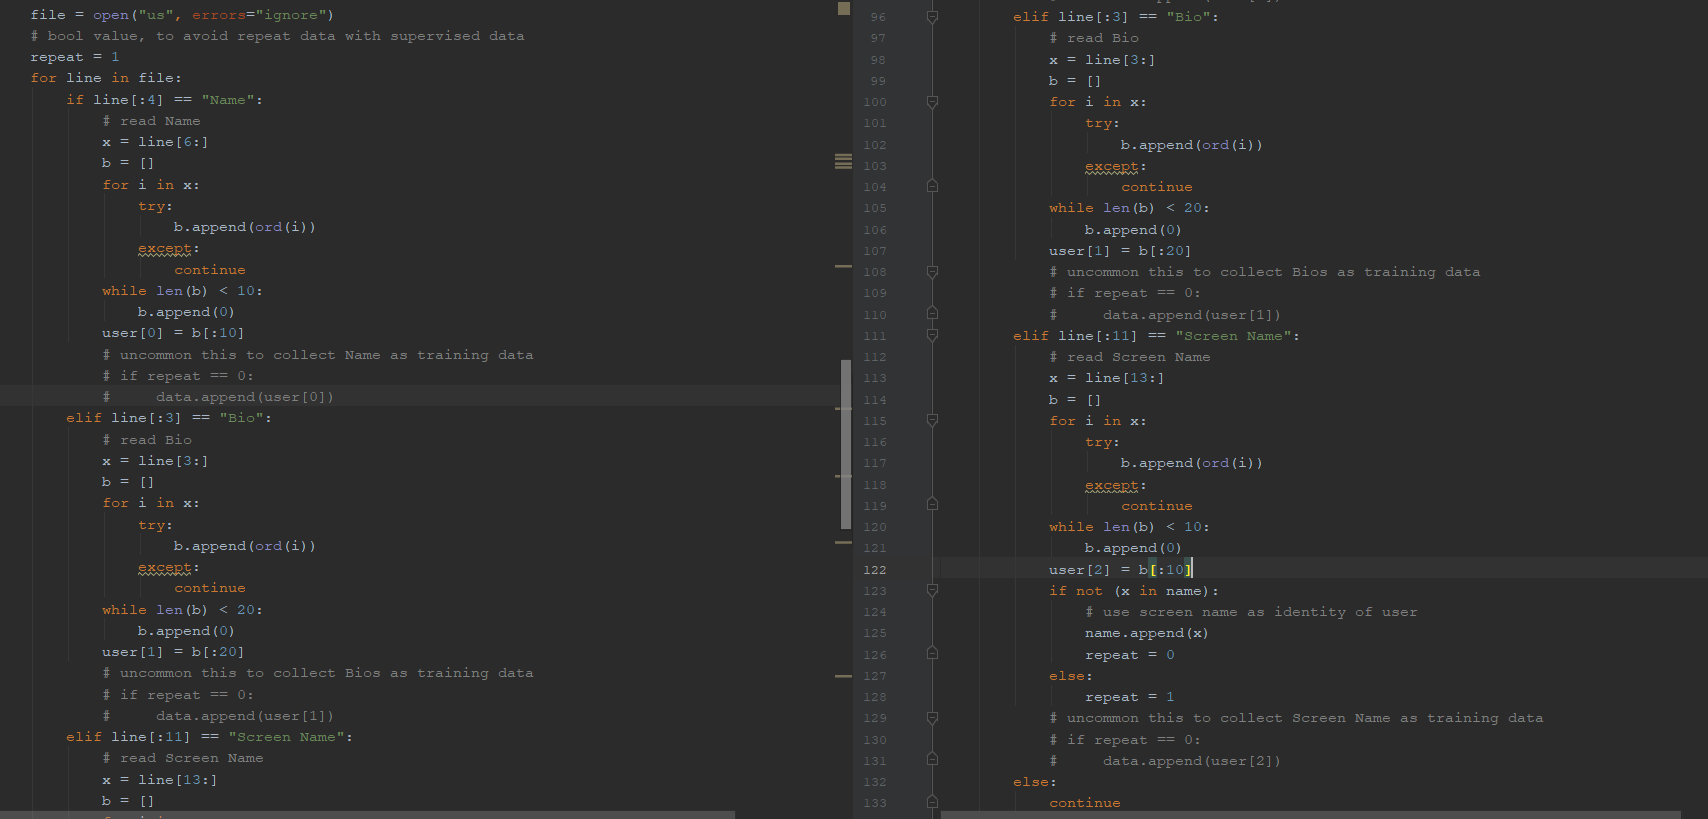 file = open("us", errors="ignore")
# bool value, to avoid repeat data with supervised data
repeat = 1
for line in file:
if line[:4] == "Name":
# read Name
x = line[6:]
b = []
for i in x:
try:
b.append(ord(i))
except:
continue
while len(b) < 10:
b.append(0)
user[0] = b[:10]
# uncommon this to collect Name as training data
# if repeat == 0:
#     data.append(user[0])
elif line[:3] == "Bio":
# read Bio
x = line[3:]
b = []
for i in x:
try:
b.append(ord(i))
except:
continue
while len(b) < 20:
b.append(0)
user[1] = b[:20]
# uncommon this to collect Bios as training data
# if repeat == 0:
#     data.append(user[1])
elif line[:11] == "Screen Name":
# read Screen Name
x = line[13:]
b = []
96 elif line[:3] == "Bio":
97 # read Bio
98 x = line[3:]
99 b = []
100 for i in x:
101 try:
102 b.append(ord(i))
103 except:
104 continue
105 while len(b) < 20:
106 b.append(0)
107 user[1] = b[:20]
108 # uncommon this to collect Bios as training data
109 # if repeat == 0:
110 #     data.append(user[1])
111 elif line[:11] == "Screen Name":
112 # read Screen Name
113 x = line[13:]
114 b = []
115 for i in x:
116 try:
117 b.append(ord(i))
118 except:
119 continue
120 while len(b) < 10:
121 b.append(0)
122 user[2] = b[:10]
123 if not (x in name):
124 # use screen name as identity of user
125 name.append(x)
126 repeat = 0
127 else:
128 repeat = 1
129 # uncommon this to collect Screen Name as training data
130 # if repeat == 0:
131 #     data.append(user[2])
132 else:
133 continue